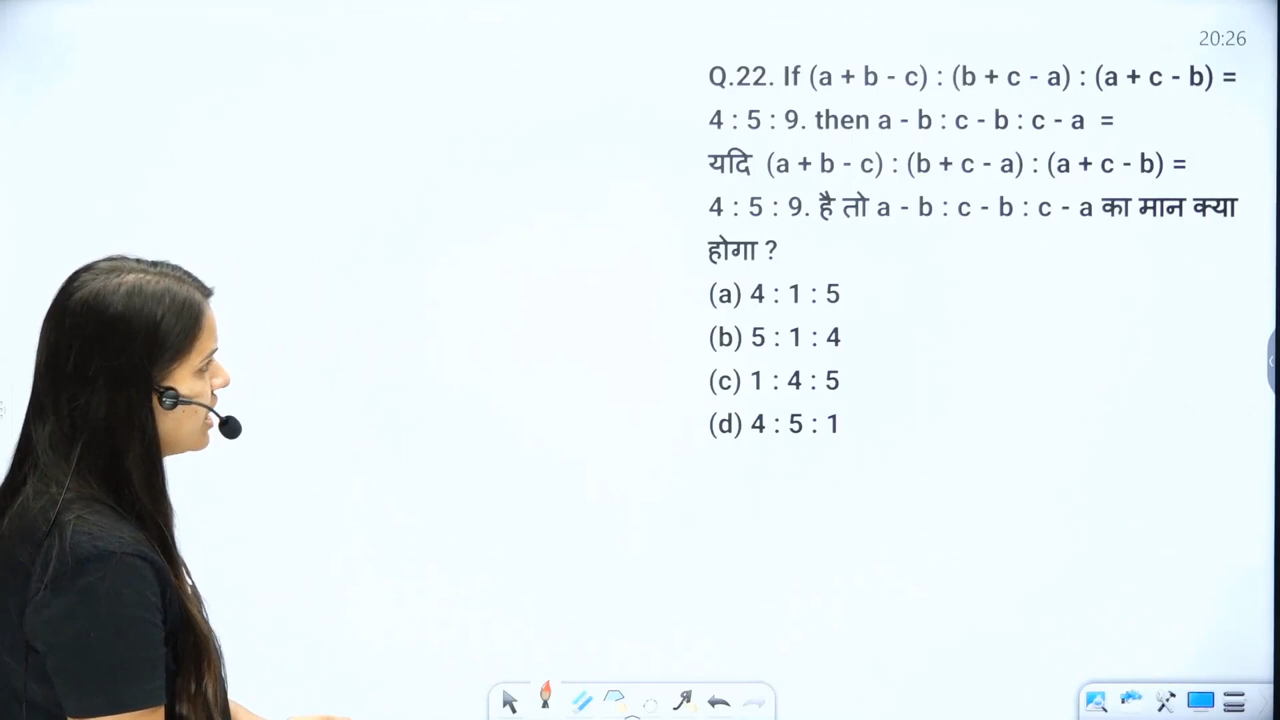 20:26
Q.22. If (a + b - c) : (b + c - a) : (a + c - b) =
4 : 5 : 9. then a - b : c - b : c - a =
यदि (a + b - c) : (b + c - a) : (a + c - b) =
4 : 5 : 9. है तो a - b : c - b : c - a का मान क्या
होगा ?
(a) 4 : 1 : 5
(b) 5 : 1 : 4
(c) 1 : 4 : 5
(d) 4 : 5 : 1